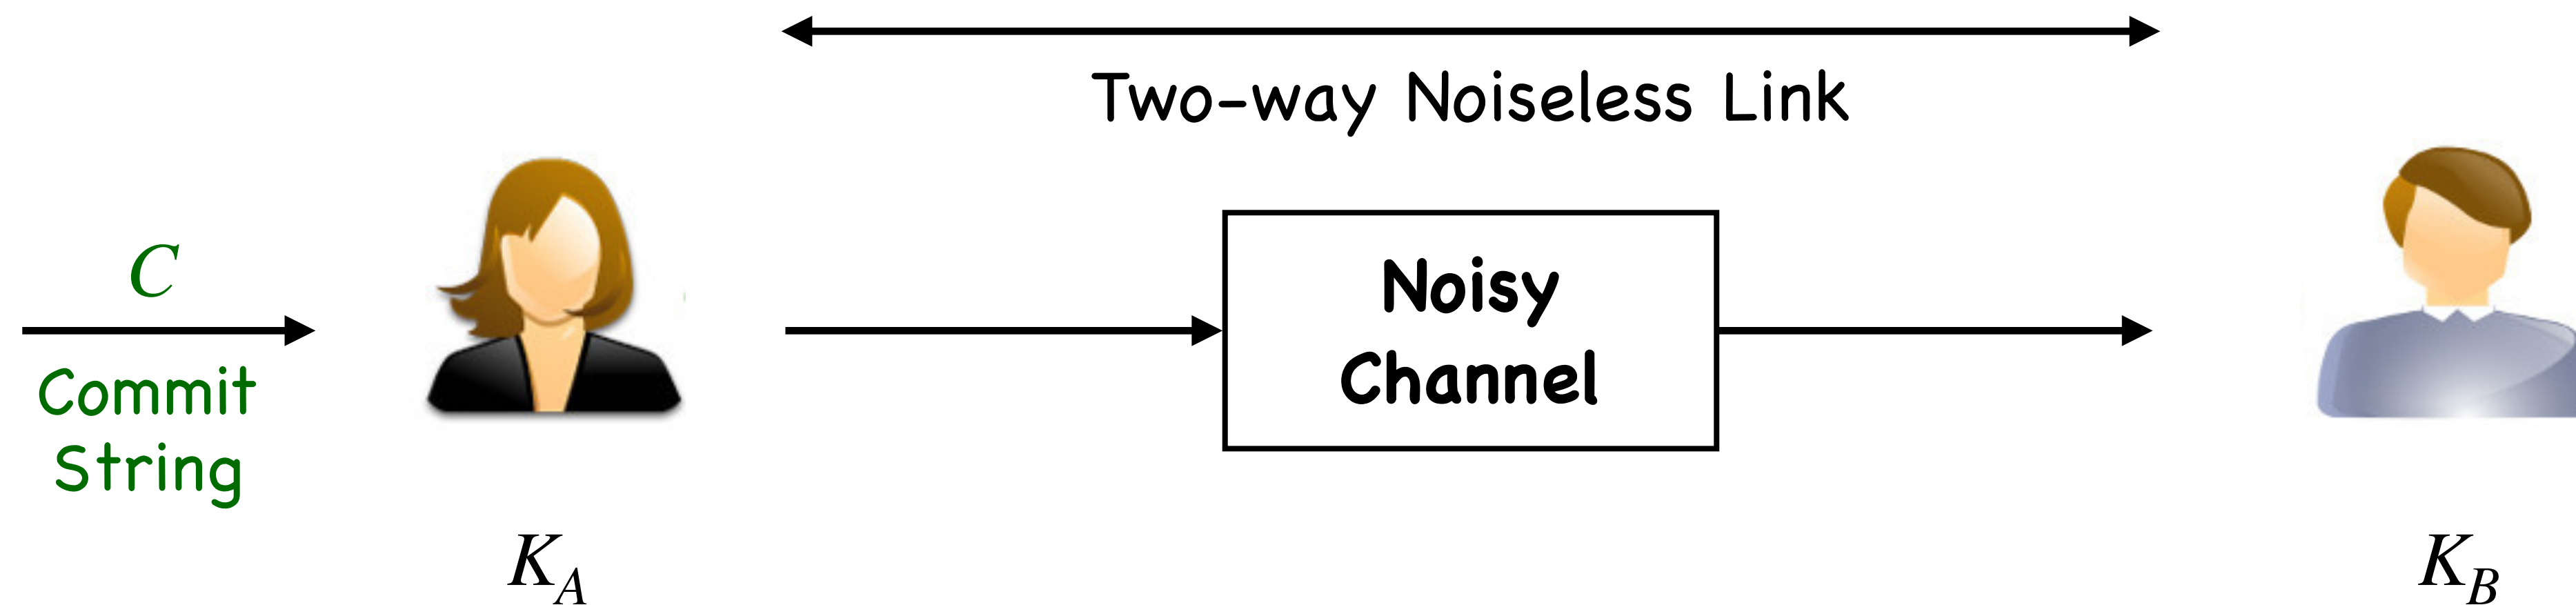 Two-way Noiseless Link
C
Commit
String
Noisy
Channel
K_A
K_B